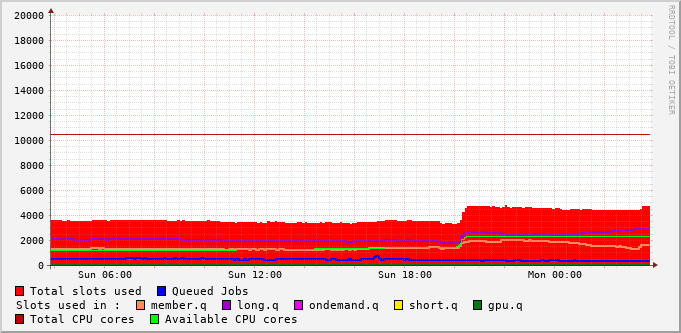 RRDTOOL / TOBI OETIKER
20000
18000
16000
14000
12000
10000
8000
6000
4000
2000
0
Sun 06:00 Sun 12:00 Sun 18:00 Mon 00:00
Total slots used Queued Jobs
Slots used in : member.q long.q ondemand.q short.q gpu.q
Total CPU cores Available CPU cores